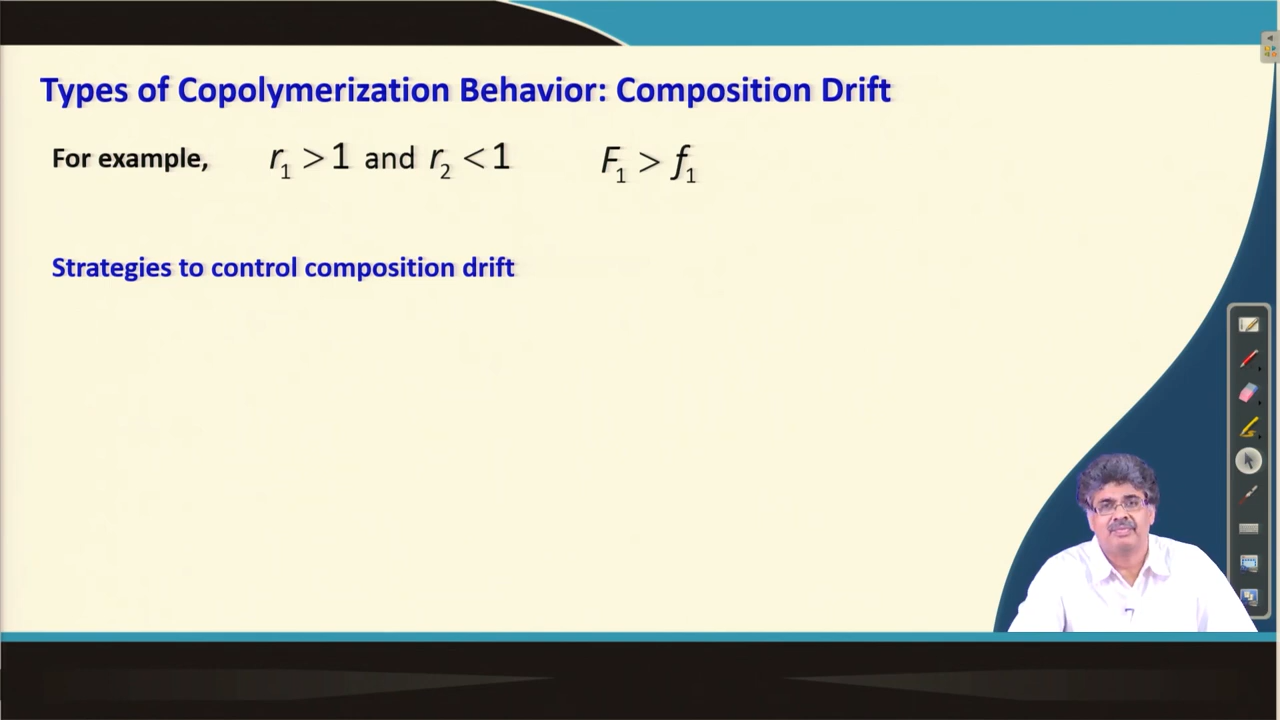 Types of Copolymerization Behavior: Composition Drift
For example, r₁ > 1 and r₂ < 1 F₁ > f₁
Strategies to control composition drift